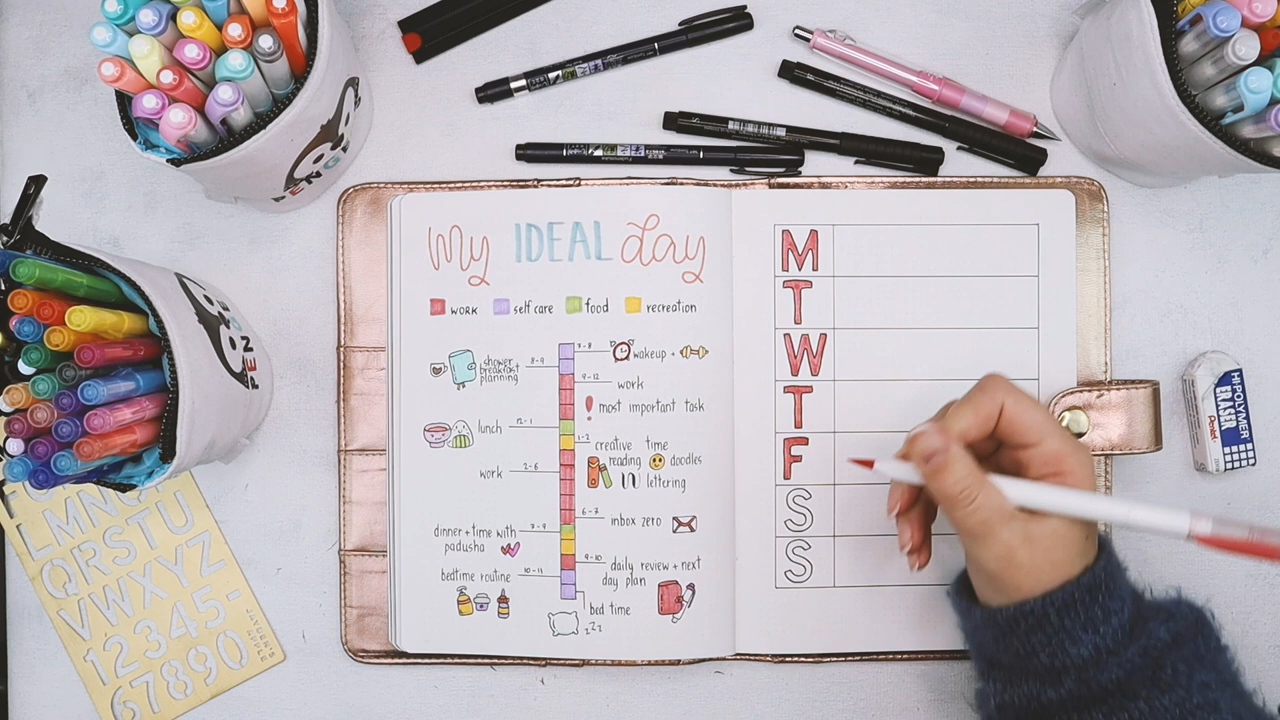 My IDEAL day
WORK self care food recreation
7-8 wakeup +
8-9 shower
breakfast
planning
9-12 work
most important task
lunch 12-1
1-2 creative time
reading doodles
lettering
work 2-6
6-7 inbox zero
dinner + time with 7-9
padusha
9-10 daily review + next
day plan
bedtime routine 10-11
bed time
zzz
M
T
W
T
F
S
S
PENGE
PENGEL
HI-POLYMER
ERASER
Pentel
LMNO
QRSTU
VWXYZ
12345-
67890